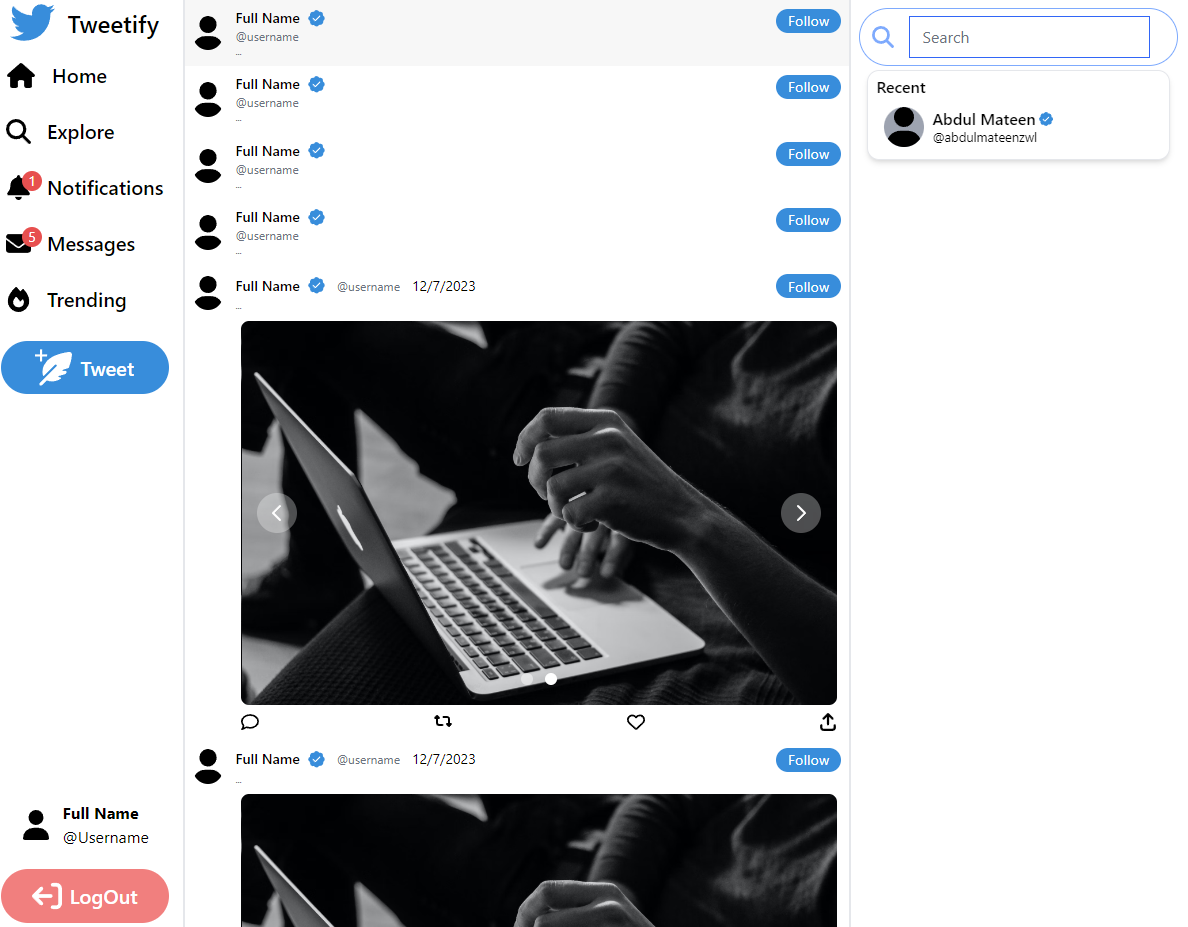 Tweetify
Home
Explore
1
Notifications
5
Messages
Trending
Tweet
Full Name
@Username
LogOut
Full Name
@username
...
Follow
Full Name
@username
...
Follow
Full Name
@username
...
Follow
Full Name
@username
...
Follow
Full Name @username 12/7/2023
...
Follow
Full Name @username 12/7/2023
...
Follow
Search
Recent
Abdul Mateen
@abdulmateenzwl